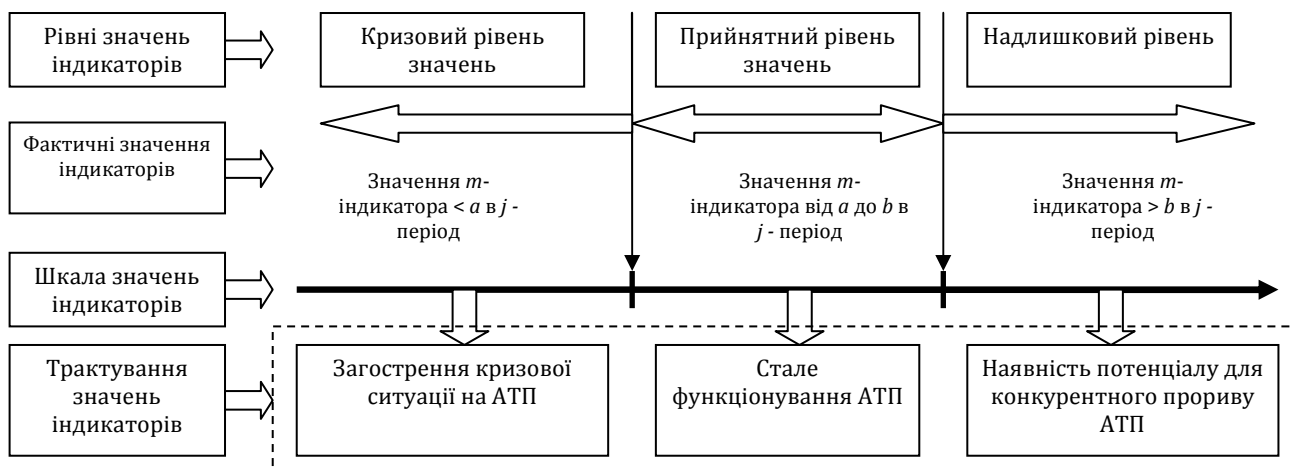 Рівні значень
індикаторів
Кризовий рівень
значень
Прийнятний рівень
значень
Надлишковий рівень
Фактичні значення
індикаторів
Значення m-
індикатора < a в j -
період
Значення m-
індикатора від a до b в
j - період
Значення m-
індикатора > b в j -
період
Шкала значень
індикаторів
Трактування
значень
індикаторів
Загострення кризової
ситуації на АТП
Стале
функціонування АТП
Наявність потенціалу для
конкурентного прориву
АТП